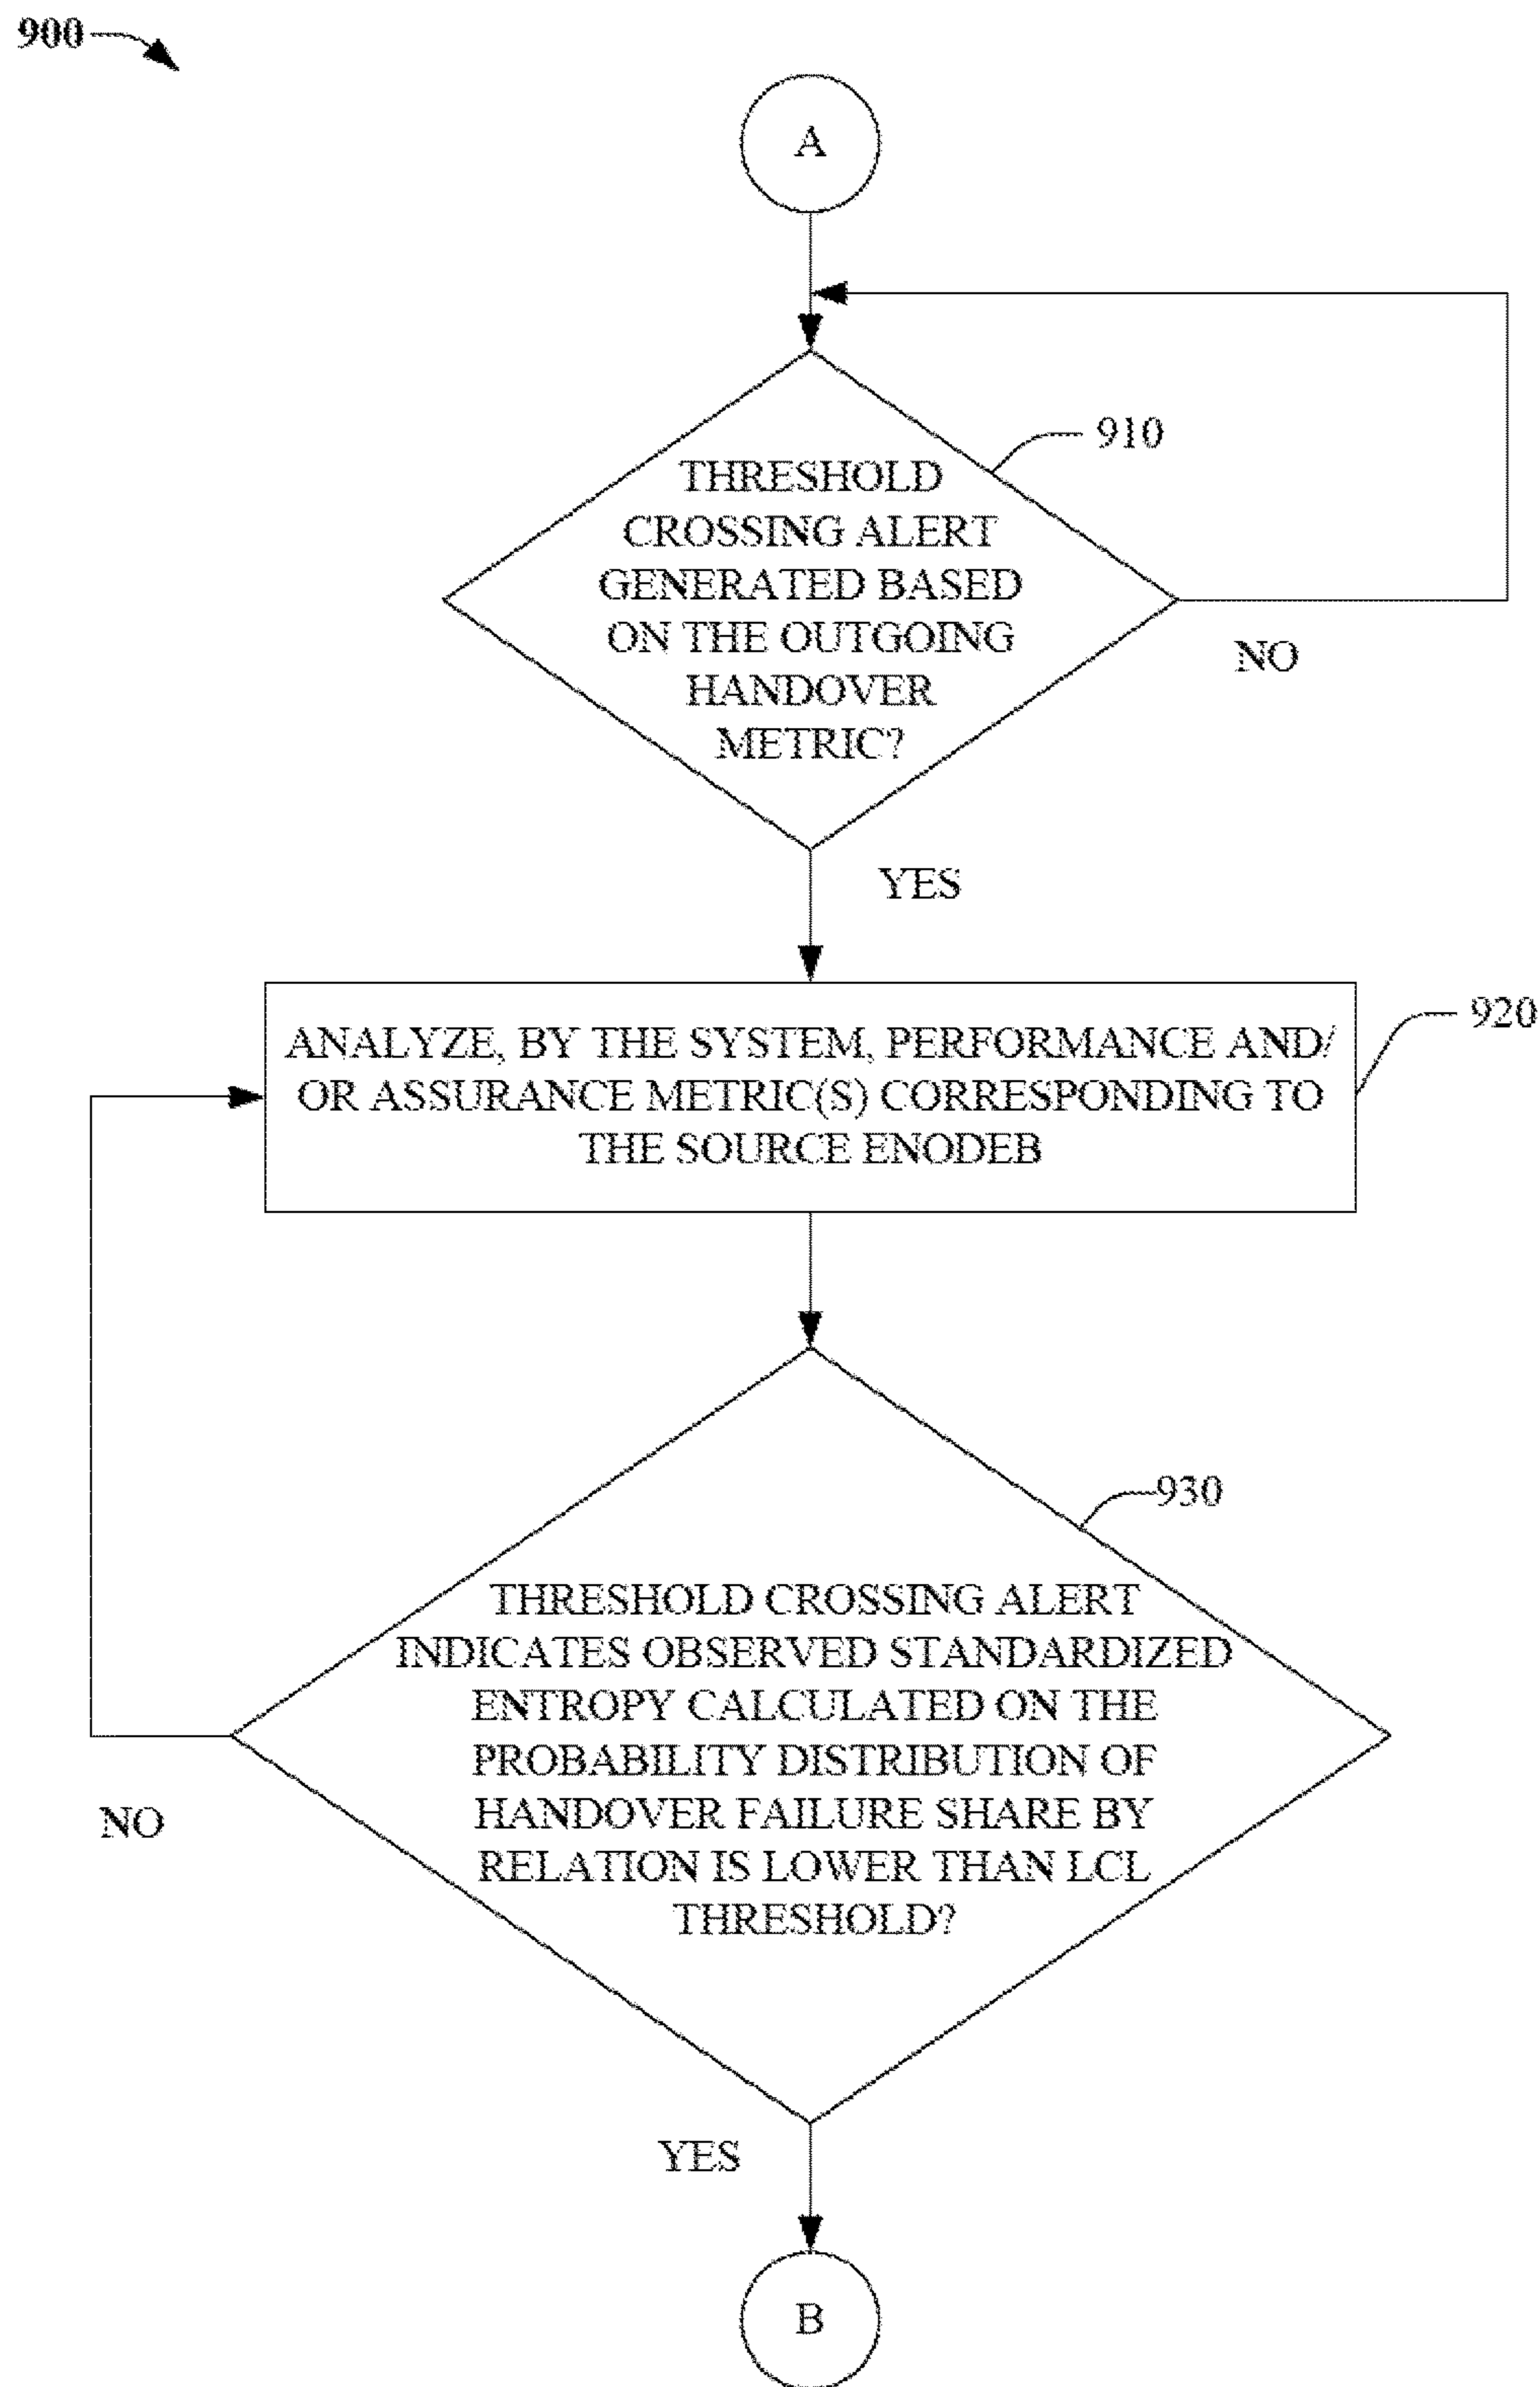 900
A
910
THRESHOLD
CROSSING ALERT
GENERATED BASED
ON THE OUTGOING
HANDOVER
METRIC?
NO
YES
920
ANALYZE, BY THE SYSTEM, PERFORMANCE AND/
OR ASSURANCE METRIC(S) CORRESPONDING TO
THE SOURCE ENODEB
930
THRESHOLD CROSSING ALERT
INDICATES OBSERVED STANDARDIZED
ENTROPY CALCULATED ON THE
PROBABILITY DISTRIBUTION OF
HANDOVER FAILURE SHARE BY
RELATION IS LOWER THAN LCL
THRESHOLD?
NO
YES
B